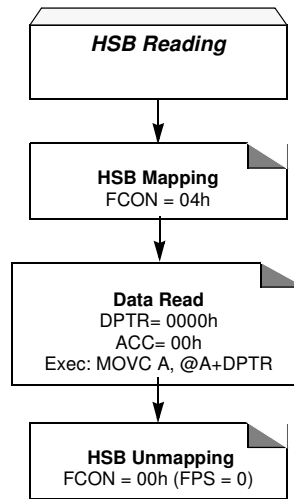 HSB Reading
HSB Mapping
FCON = 04h
Data Read
DPTR= 0000h
ACC= 00h
Exec: MOVC A, @A+DPTR
HSB Unmapping
FCON = 00h (FPS = 0)